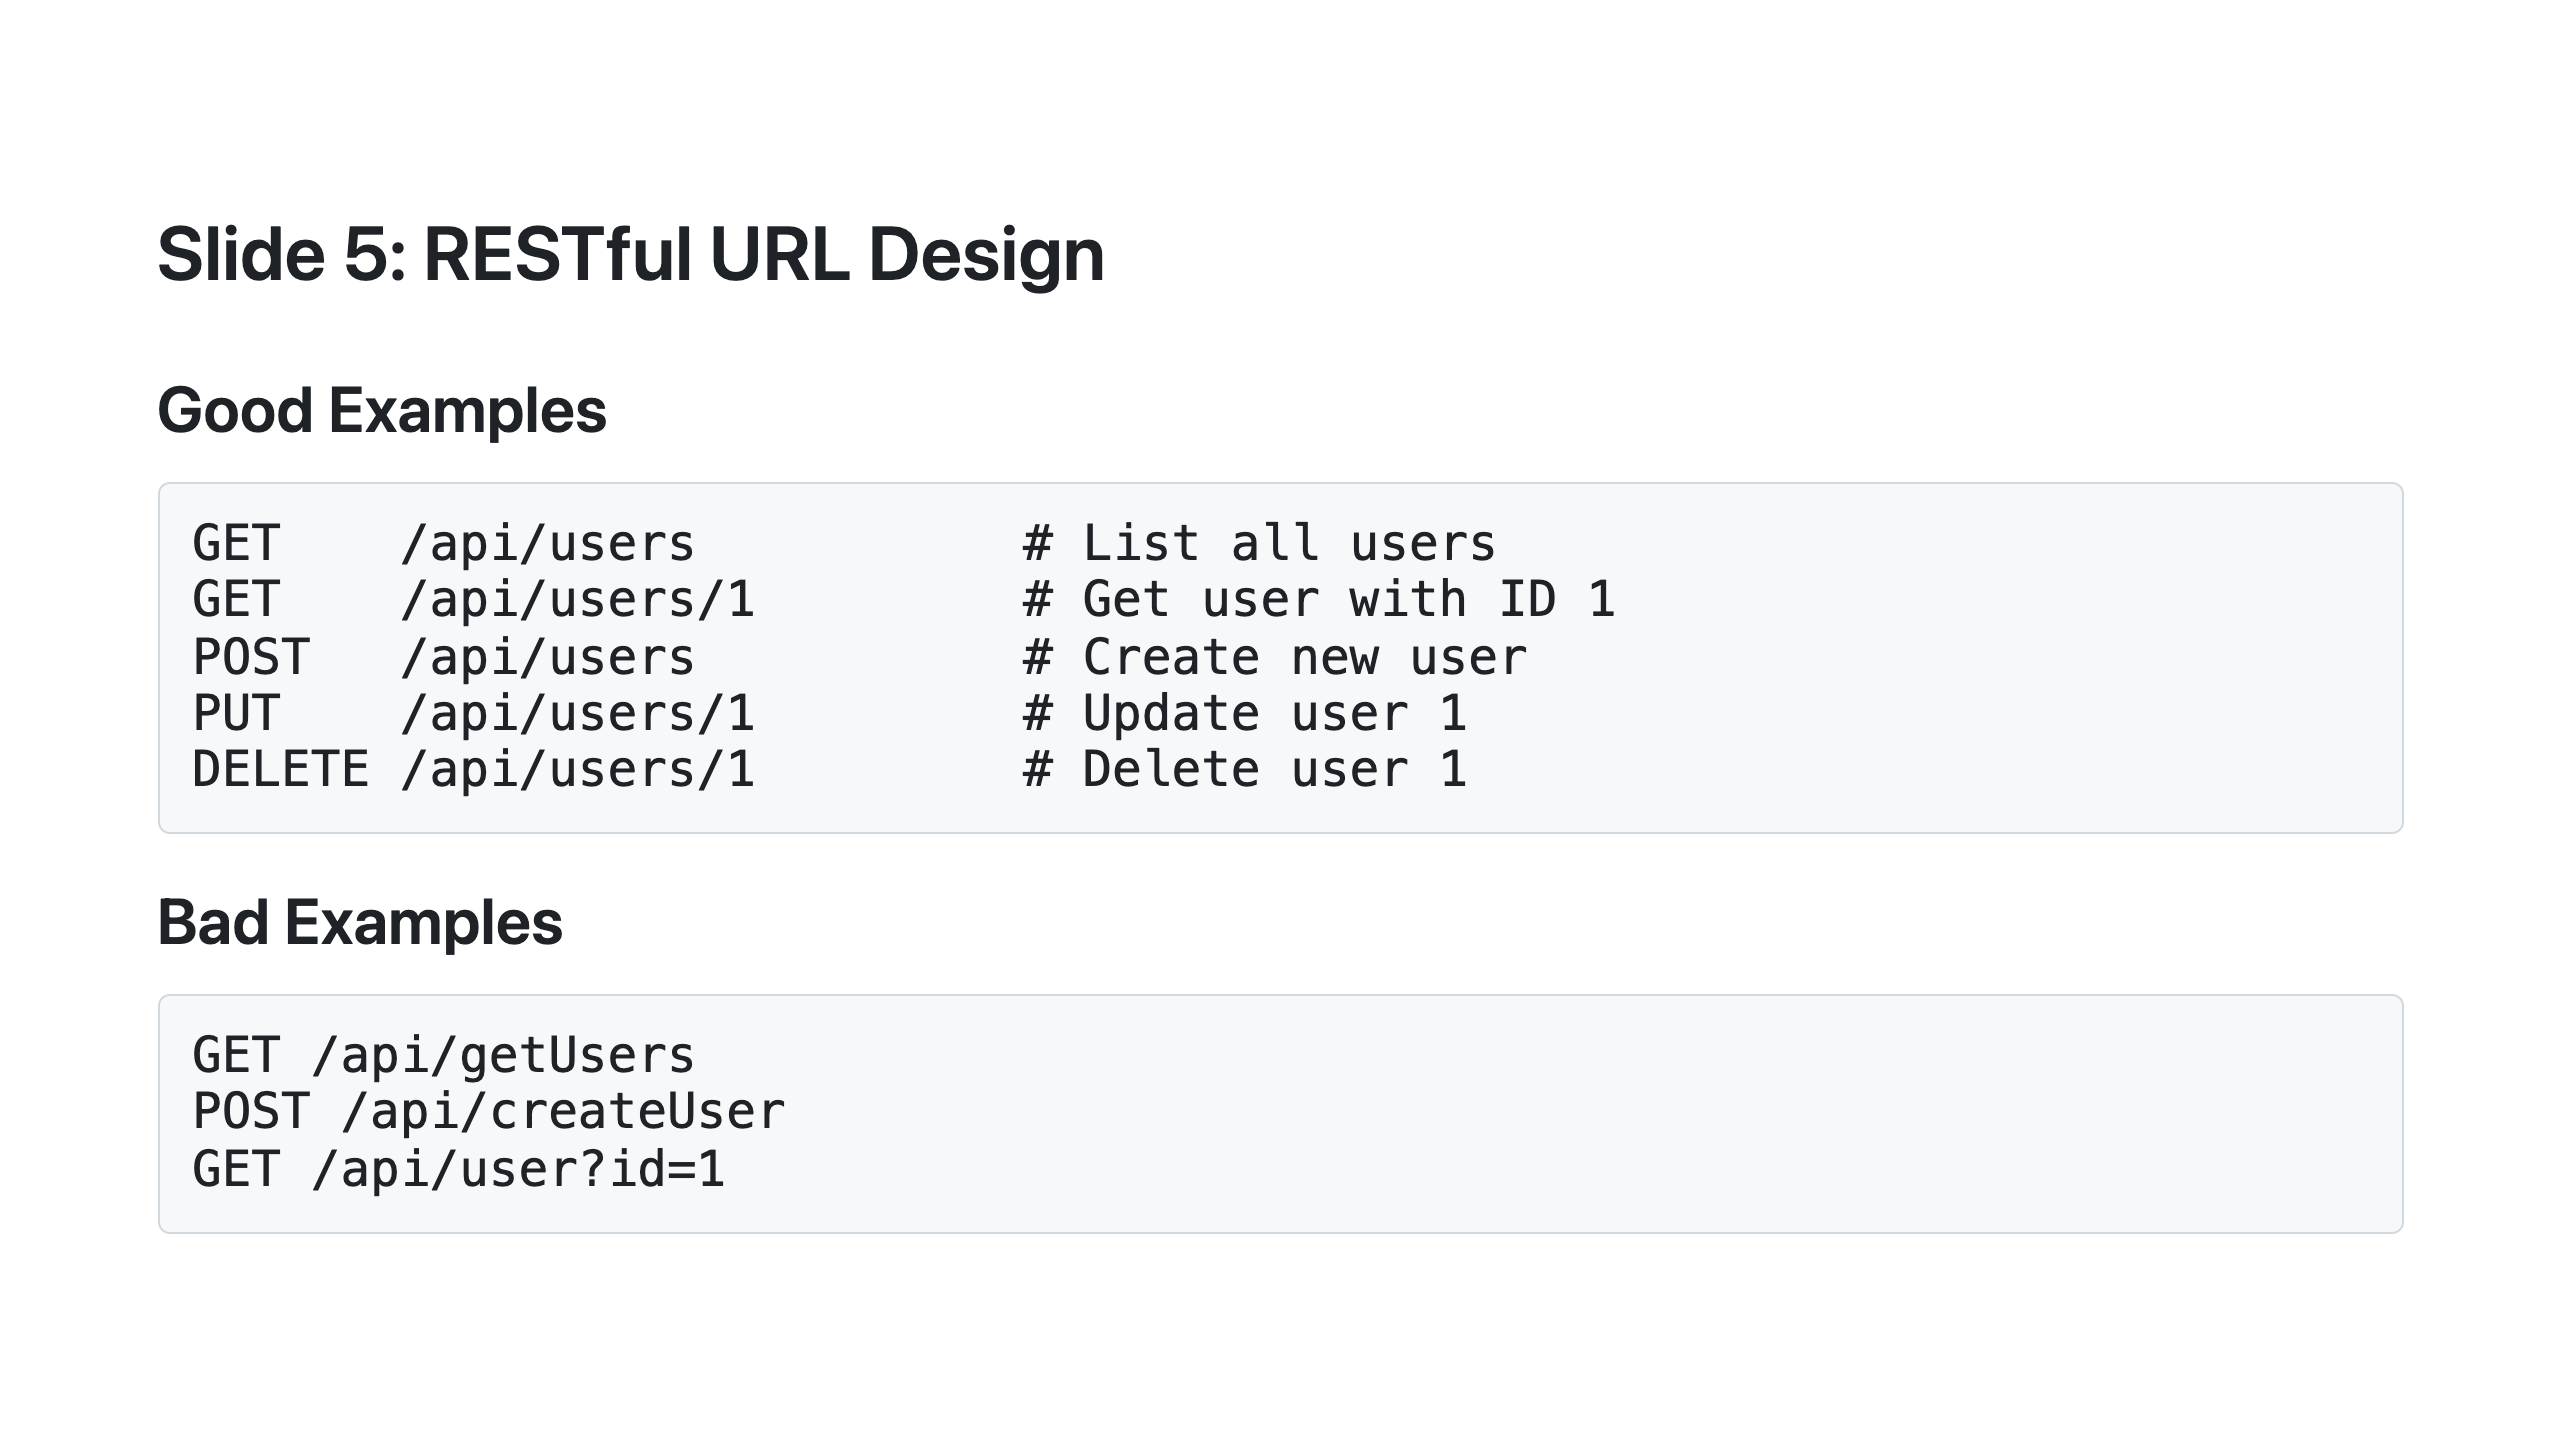 Slide 5: RESTful URL Design
Good Examples
GET    /api/users           # List all users
GET    /api/users/1         # Get user with ID 1
POST   /api/users           # Create new user
PUT    /api/users/1         # Update user 1
DELETE /api/users/1         # Delete user 1
Bad Examples
GET /api/getUsers
POST /api/createUser
GET /api/user?id=1